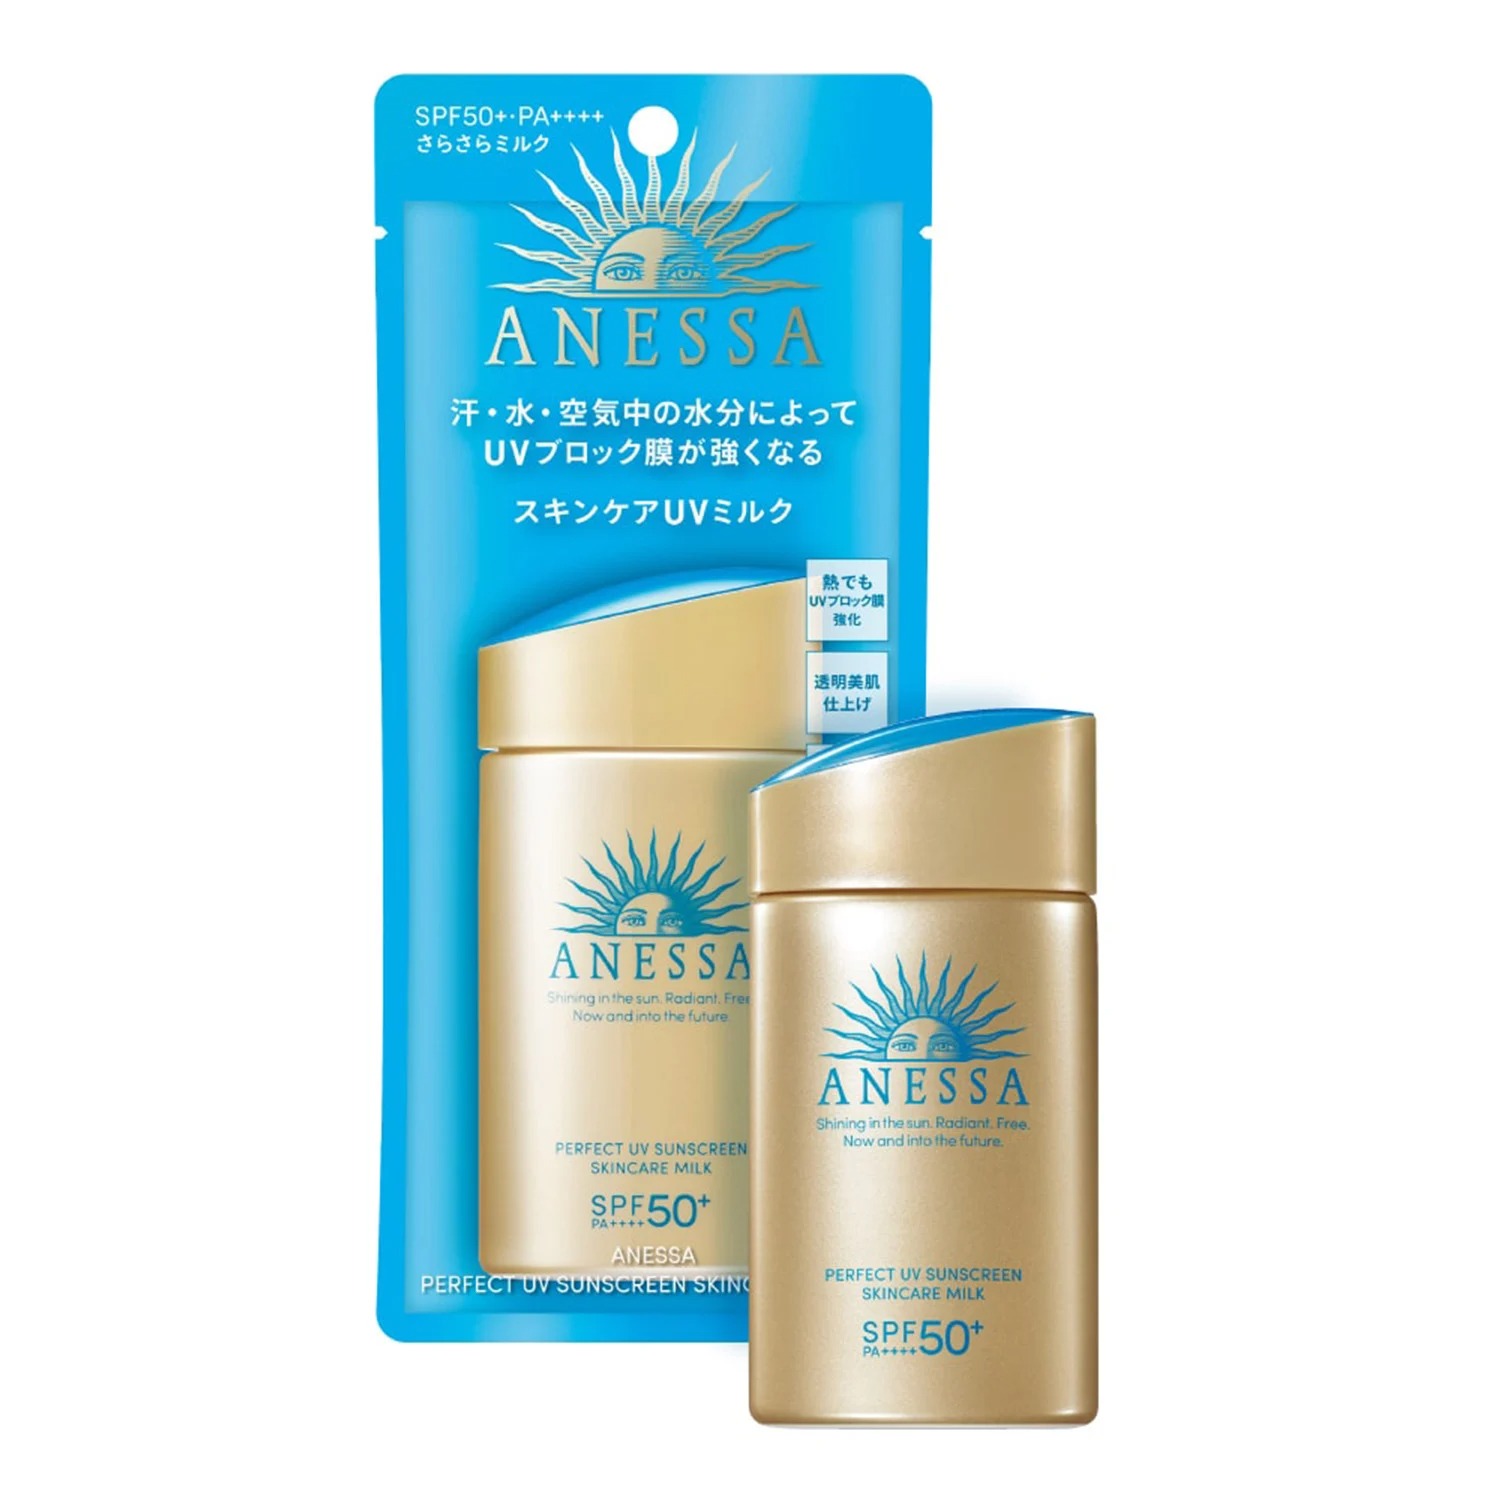 SPF50+･PA++++
さらさらミルク
ANESSA
汗・水・空気中の水分によって
UVブロック膜が強くなる
スキンケアUVミルク
熱でも
UVブロック膜
強化
透明美肌
仕上げ
ANESSA
Shining in the sun. Radiant. Free
Now and into the future.
PERFECT UV SUNSCREEN
SKINCARE MILK
SPF50+
PA++++
ANESSA
PERFECT UV SUNSCREEN SKINC
ANESSA
Shining in the sun. Radiant. Free.
Now and into the future.
PERFECT UV SUNSCREEN
SKINCARE MILK
SPF50+
PA++++